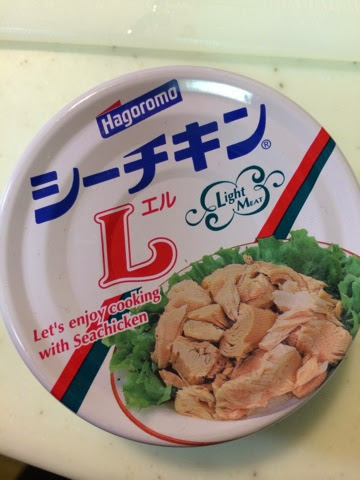 Hagoromo
シーチキン®
L エル
Light
MEAT
Let's enjoy cooking
with Seachicken